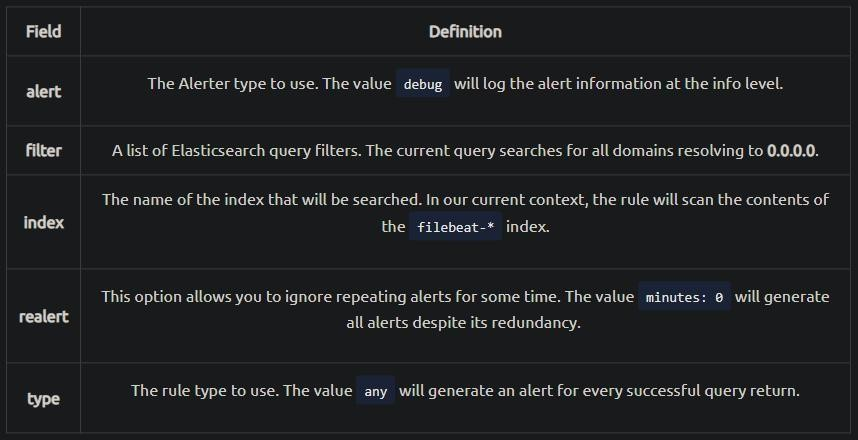 Field Definition
alert The Alerter type to use. The value debug will log the alert information at the info level.
filter A list of Elasticsearch query filters. The current query searches for all domains resolving to 0.0.0.0.
index The name of the index that will be searched. In our current context, the rule will scan the contents of
the filebeat-* index.
realert This option allows you to ignore repeating alerts for some time. The value minutes: 0 will generate
all alerts despite its redundancy.
type The rule type to use. The value any will generate an alert for every successful query return.